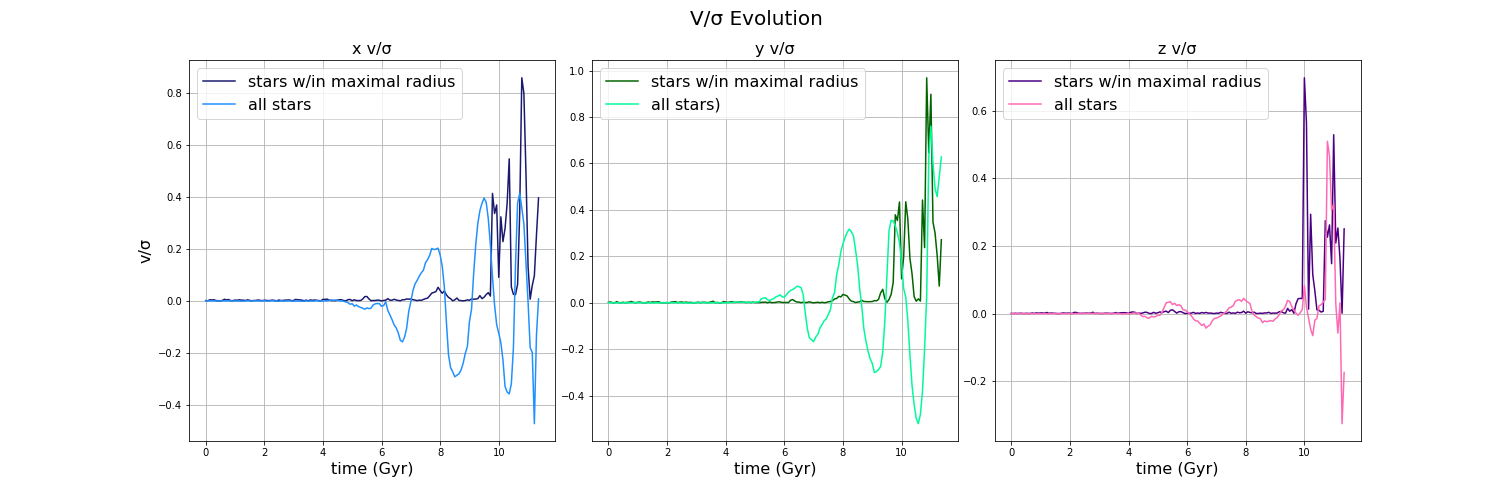 V/σ Evolution
x v/σ
y v/σ
z v/σ
stars w/in maximal radius
all stars
stars w/in maximal radius
all stars)
stars w/in maximal radius
all stars
v/σ
0.8
0.6
0.4
0.2
0.0
−0.2
−0.4
0 2 4 6 8 10
time (Gyr)
1.0
0.8
0.6
0.4
0.2
0.0
−0.2
−0.4
0 2 4 6 8 10
time (Gyr)
0.6
0.4
0.2
0.0
−0.2
0 2 4 6 8 10
time (Gyr)